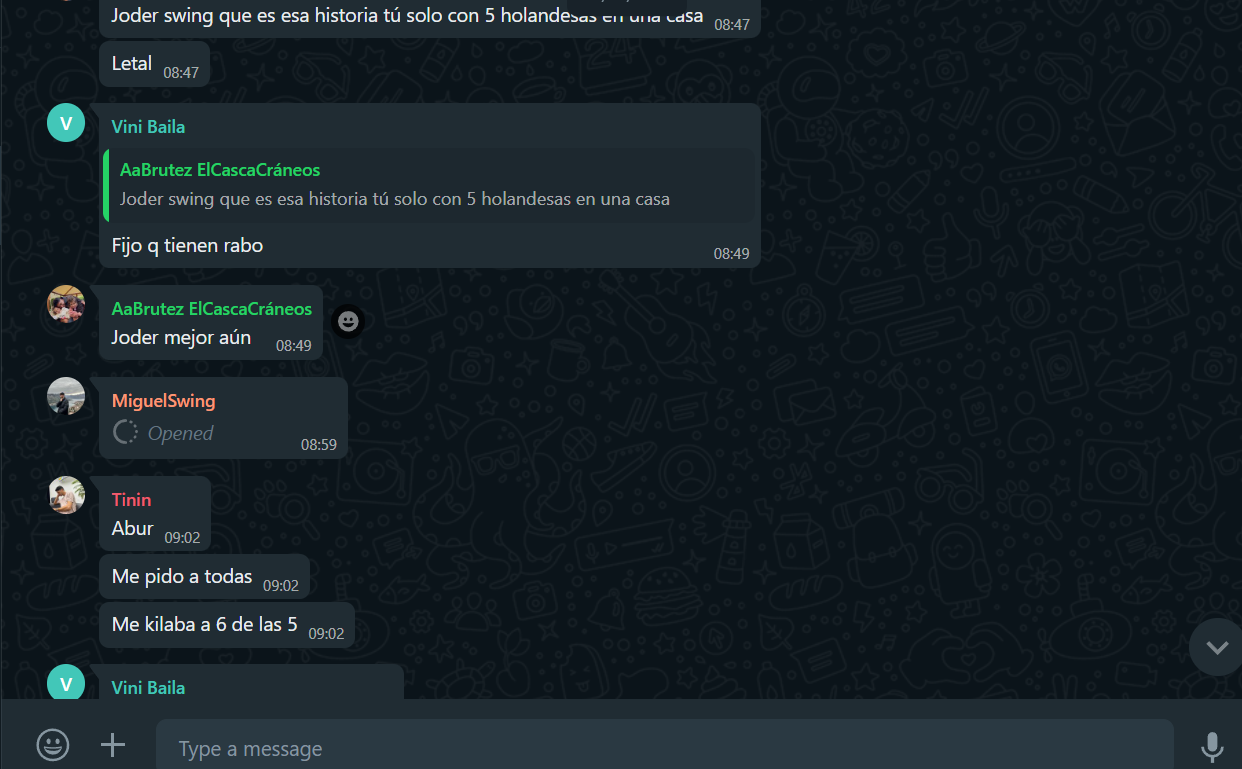 Joder swing que es esa historia tú solo con 5 holandesas en una casa 08:47
Letal 08:47
V Vini Baila
AaBrutez ElCascaCráneos
Joder swing que es esa historia tú solo con 5 holandesas en una casa
Fijo q tienen rabo 08:49
AaBrutez ElCascaCráneos
Joder mejor aún 08:49
MiguelSwing
Opened 08:59
Tinin
Abur 09:02
Me pido a todas 09:02
Me kilaba a 6 de las 5 09:02
V Vini Baila
Type a message